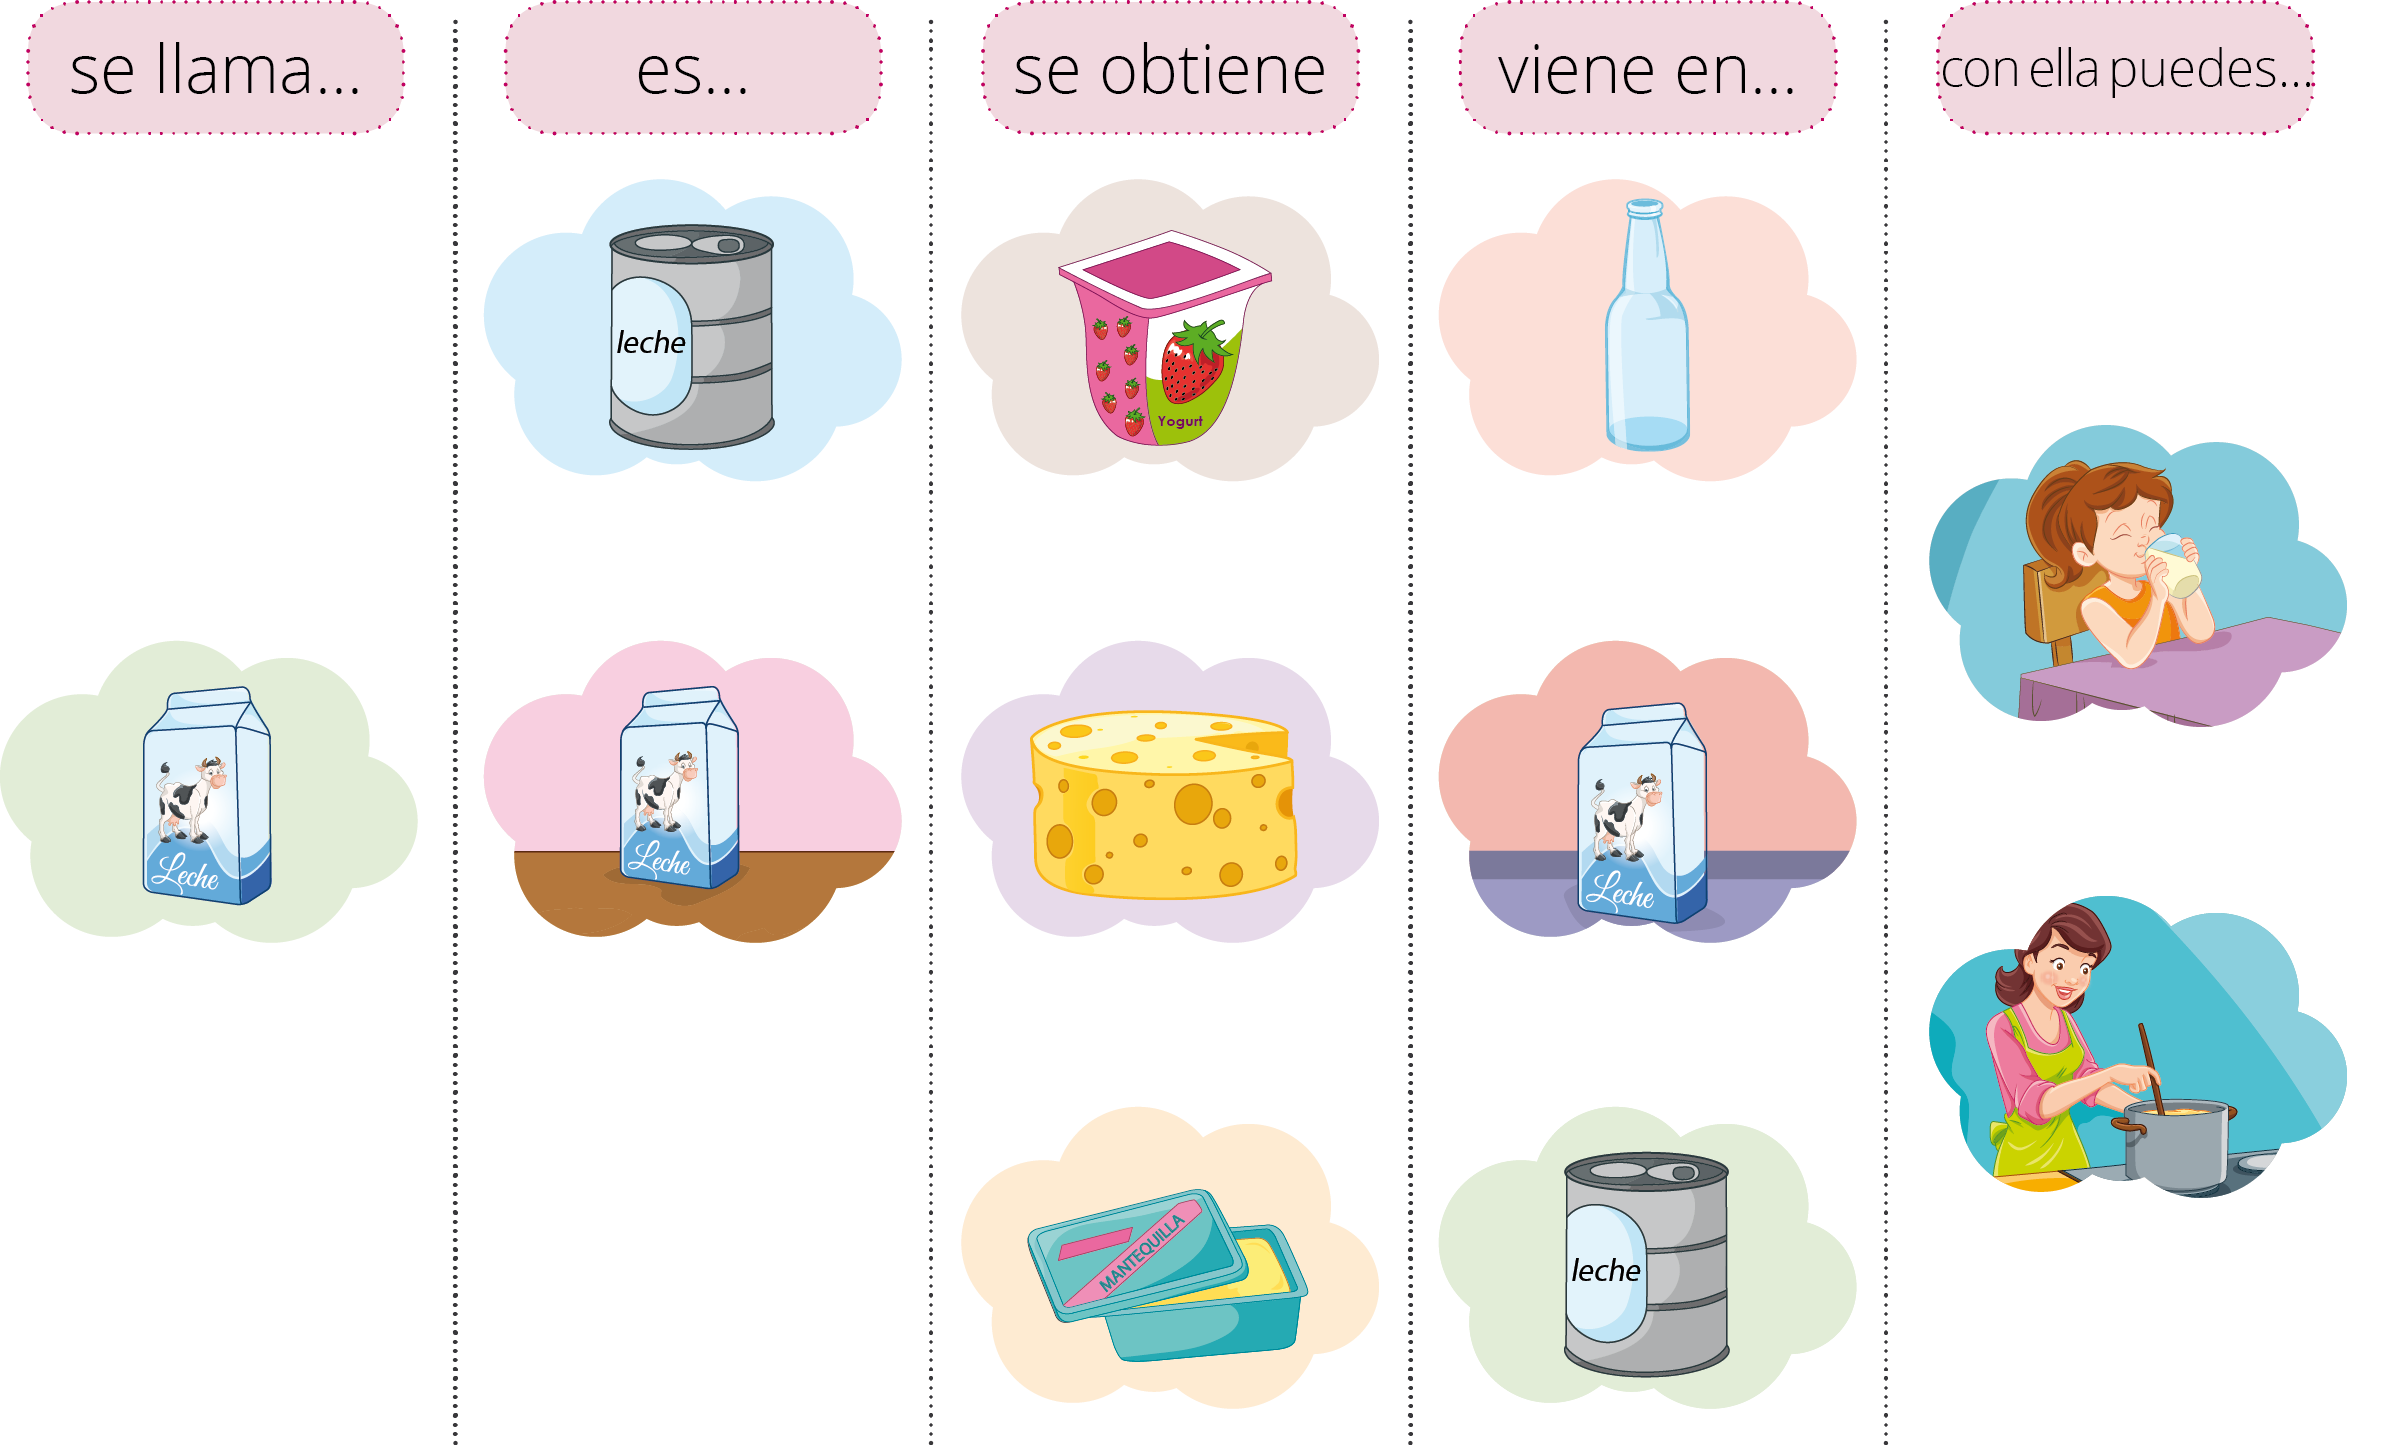 se llama...
es...
se obtiene
viene en...
con ella puedes...
leche
Yogurt
Leche
Leche
Leche
MANTEQUILLA
leche